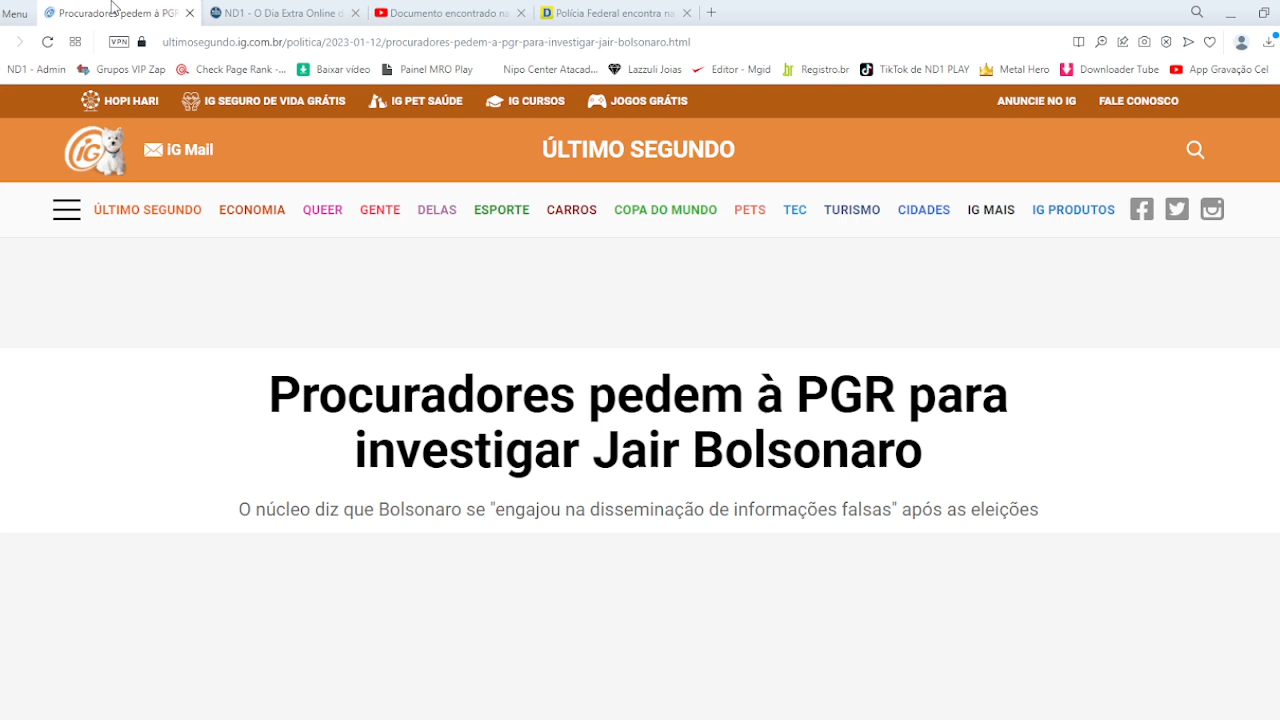 Menu
Procuradores pedem à PGR
ND1 - O Dia Extra Online d
Documento encontrado na
Polícia Federal encontra na
VPN
ultimosegundo.ig.com.br/politica/2023-01-12/procuradores-pedem-a-pgr-para-investigar-jair-bolsonaro.html
ND1 - Admin
Grupos VIP Zap
Check Page Rank -...
Baixar vídeo
Painel MRO Play
Nipo Center Atacad...
Lazzuli Joias
Editor - Mgid
Registro.br
TikTok de ND1 PLAY
Metal Hero
Downloader Tube
App Gravação Cel
HOPI HARI
IG SEGURO DE VIDA GRÁTIS
IG PET SAÚDE
IG CURSOS
JOGOS GRÁTIS
ANUNCIE NO IG
FALE CONOSCO
iG
iG Mail
ÚLTIMO SEGUNDO
ÚLTIMO SEGUNDO
ECONOMIA
QUEER
GENTE
DELAS
ESPORTE
CARROS
COPA DO MUNDO
PETS
TEC
TURISMO
CIDADES
IG MAIS
IG PRODUTOS
Procuradores pedem à PGR para
investigar Jair Bolsonaro
O núcleo diz que Bolsonaro se "engajou na disseminação de informações falsas" após as eleições